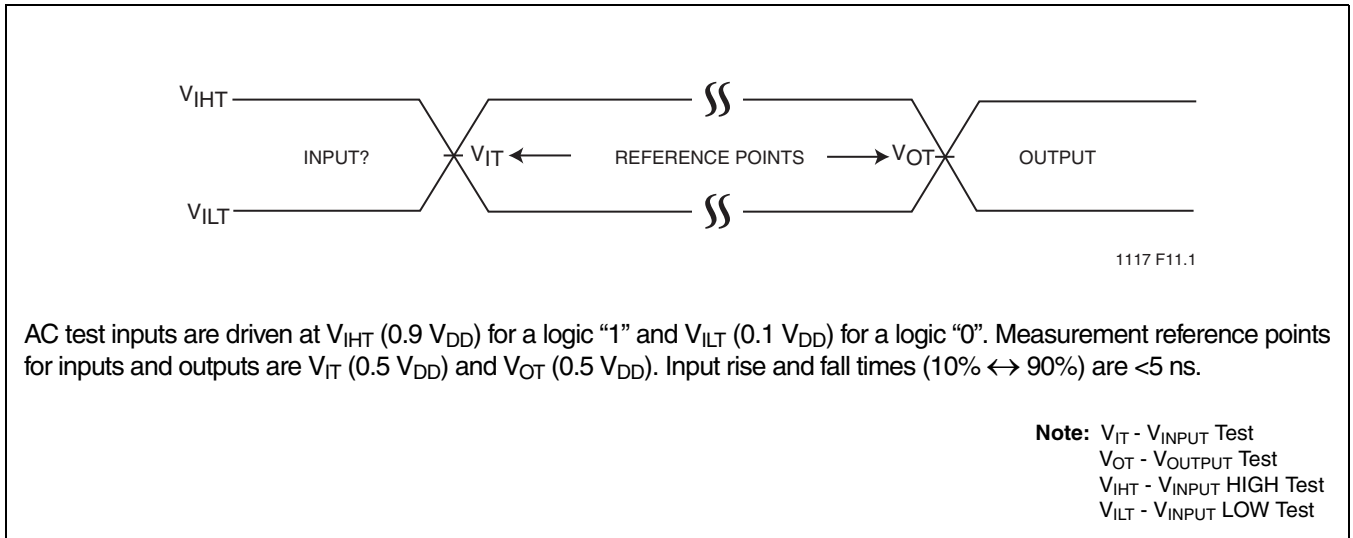 VIHT
INPUT? VIT REFERENCE POINTS VOT OUTPUT
VILT
1117 F11.1
AC test inputs are driven at VIHT (0.9 VDD) for a logic “1” and VILT (0.1 VDD) for a logic “0”. Measurement reference points
for inputs and outputs are VIT (0.5 VDD) and VOT (0.5 VDD). Input rise and fall times (10% ↔ 90%) are <5 ns.
Note: VIT - VINPUT Test
VOT - VOUTPUT Test
VIHT - VINPUT HIGH Test
VILT - VINPUT LOW Test